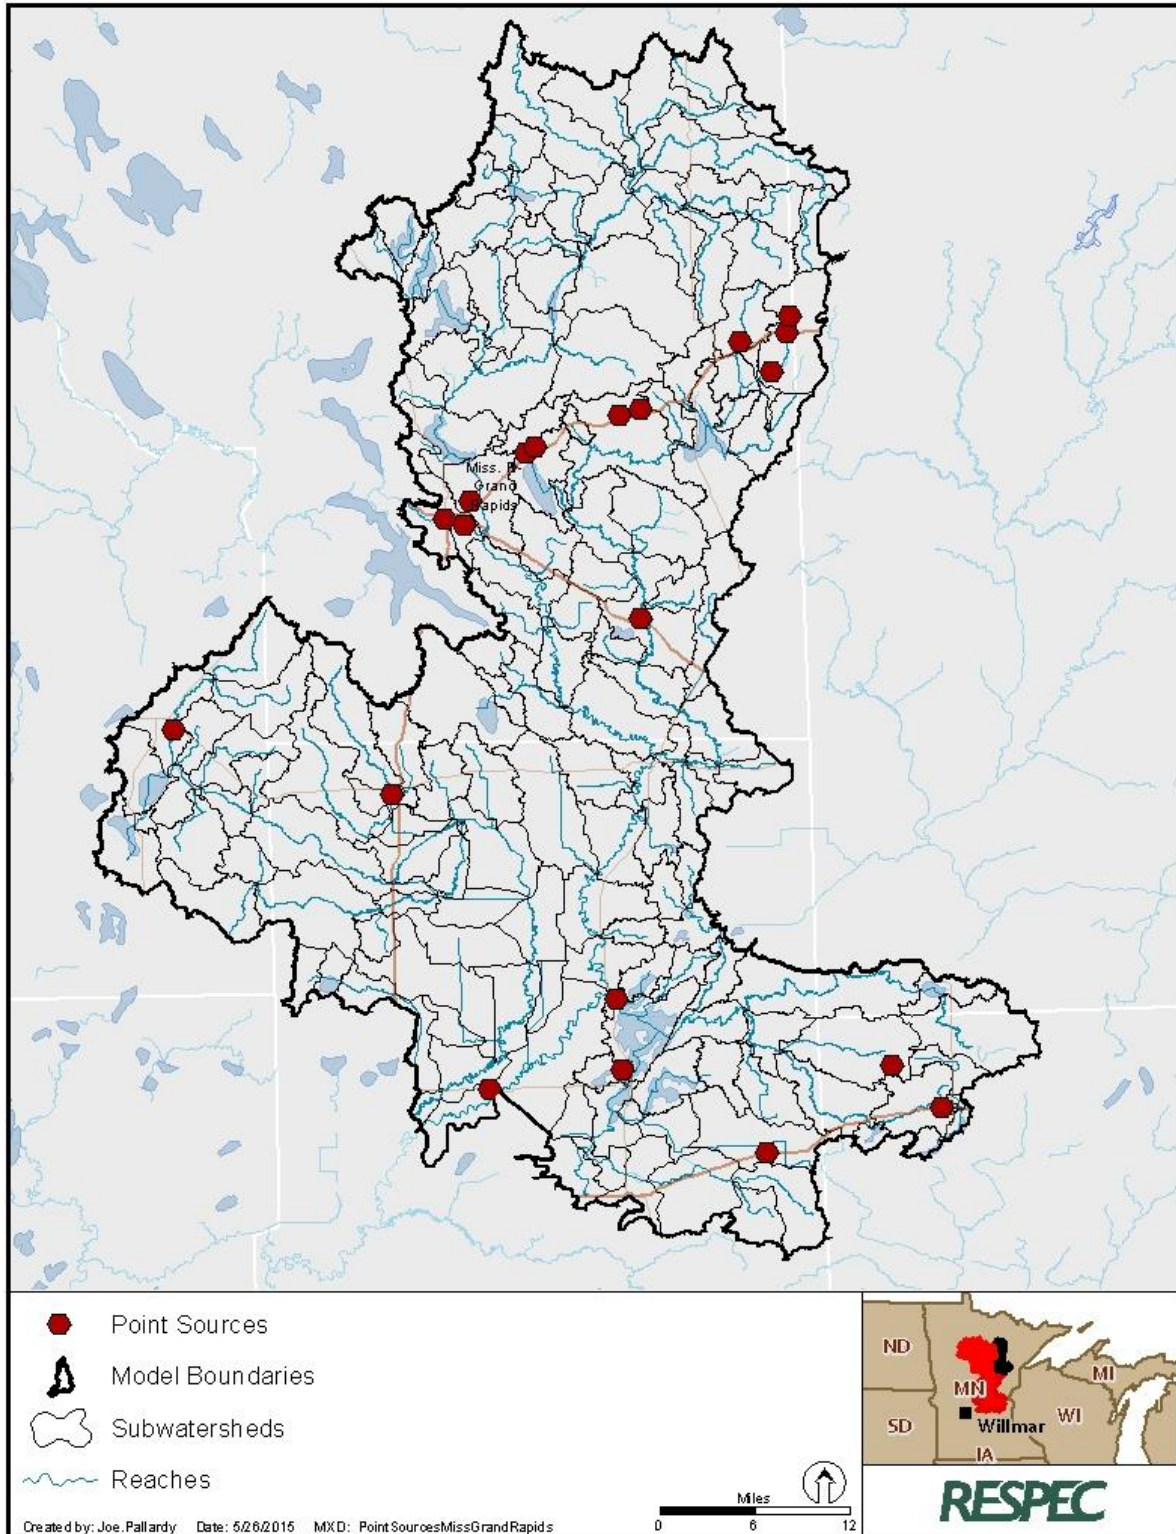 Miss. R-
Grand
Rapids
Point Sources
Model Boundaries
Subwatersheds
Reaches
Miles
0 6 12
Created by: Joe.Pallardy Date: 5/26/2015 MXD: PointSourcesMissGrandRapids
ND
MN
SD
WI
MI
IA
Willmar
RESPEC